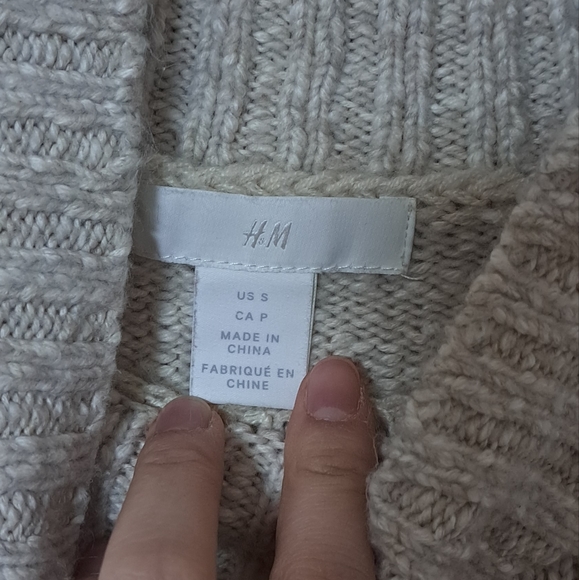 H&M
US S
CA P
MADE IN
CHINA
FABRIQUÉ EN
CHINE